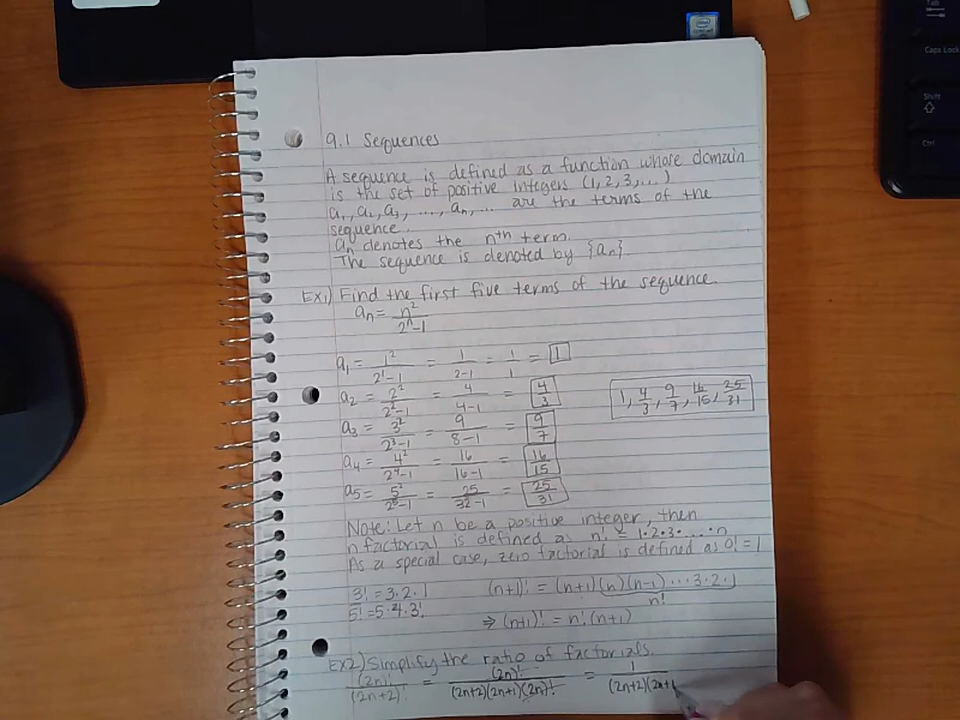 9.1 Sequences
A sequence is defined as a function whose domain
is the set of positive integers (1, 2, 3, ...)
a₁, a₂, a₃, ...., aₙ, ... are the terms of the
sequence.
aₙ denotes the nᵗʰ term.
The sequence is denoted by {aₙ}.
Ex1) Find the first five terms of the sequence.
aₙ = n²/(2ⁿ-1)
a₁ = 1²/(2¹-1) = 1/(2-1) = 1/1 = 1
a₂ = 2²/(2²-1) = 4/(4-1) = 4/3
1, 4/3, 9/7, 16/15, 25/31
a₃ = 3²/(2³-1) = 9/(8-1) = 9/7
a₄ = 4²/(2⁴-1) = 16/(16-1) = 16/15
a₅ = 5²/(2⁵-1) = 25/(32-1) = 25/31
Note: Let n be a positive integer, then
n factorial is defined as n! = 1·2·3·....·n
As a special case, zero factorial is defined as 0! = 1
3! = 3·2·1
(n+1)! = (n+1)(n)(n-1)...3·2·1
n!
5! = 5·4·3!
⇒ (n+1)! = n!(n+1)
Ex2) Simplify the ratio of factorials.
(2n)!/(2n+2)! = (2n)!/((2n+2)(2n+1)(2n)!) = 1/(2n+2)(2n+1
Caps Lock
Shift
Ctrl
Tab
intel